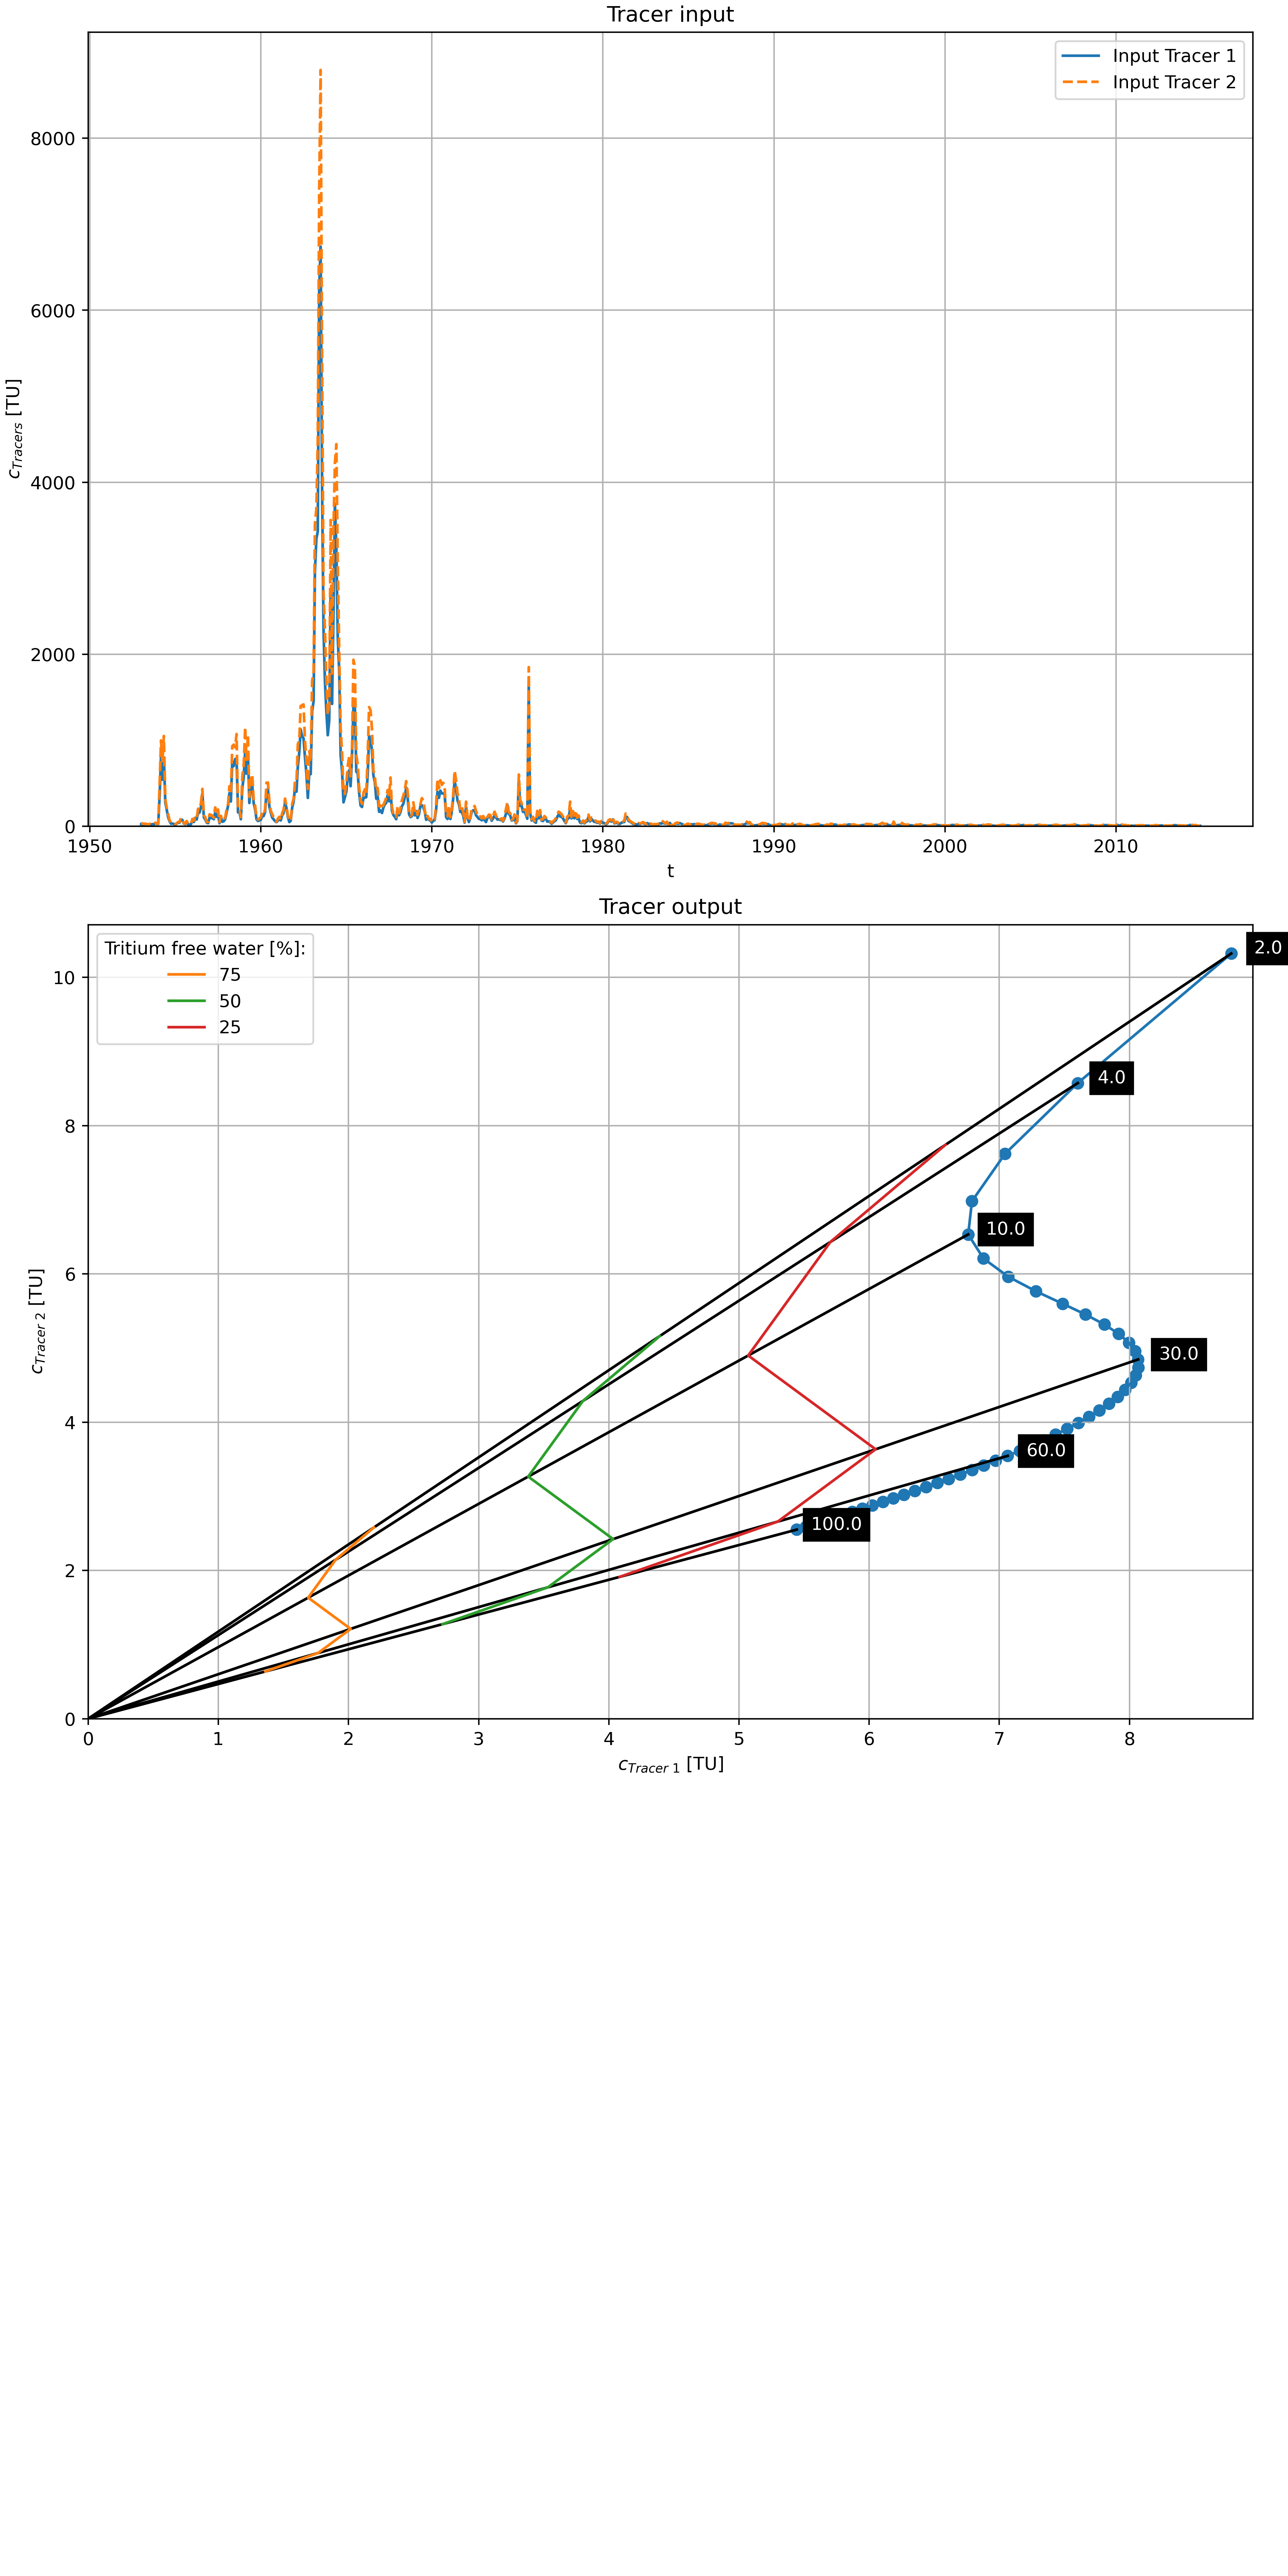 Tracer input
Input Tracer 1
Input Tracer 2
c_Tracers [TU]
8000
6000
4000
2000
0
1950 1960 1970 1980 1990 2000 2010
t
Tracer output
Tritium free water [%]:
75
50
25
2.0
4.0
10.0
30.0
60.0
100.0
c_Tracer 2 [TU]
10
8
6
4
2
0
0 1 2 3 4 5 6 7 8
c_Tracer 1 [TU]